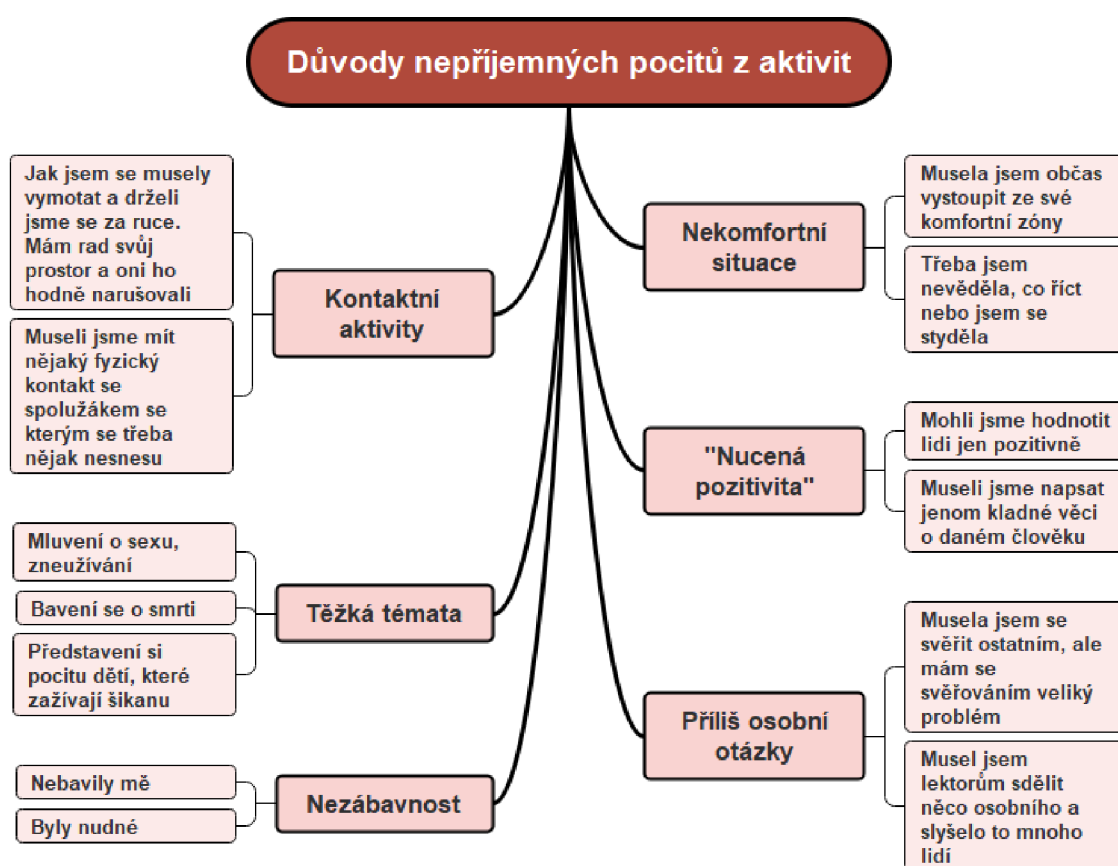 Důvody nepříjemných pocitů z aktivit
Jak jsem se musely
vymotat a drželi
jsme se za ruce.
Mám rad svůj
prostor a oni ho
hodně narušovali
Museli jsme mít
nějaký fyzický
kontakt se
spolužákem se
kterým se třeba
nějak nesnesu
Kontaktní
aktivity
Mluvení o sexu,
zneužívání
Bavení se o smrti
Představení si
pocitu dětí, které
zažívají šikanu
Těžká témata
Nebavily mě
Byly nudné
Nezábavnost
Nekomfortní
situace
Musela jsem občas
vystoupit ze své
komfortní zóny
Třeba jsem
nevěděla, co říct
nebo jsem se
styděla
"Nucená
pozitivita"
Mohli jsme hodnotit
lidi jen pozitivně
Museli jsme napsat
jenom kladné věci
o daném člověku
Příliš osobní
otázky
Musela jsem se
svěřit ostatním, ale
mám se
svěřováním veliký
problém
Musel jsem
lektorům sdělit
něco osobního a
slyšelo to mnoho
lidí